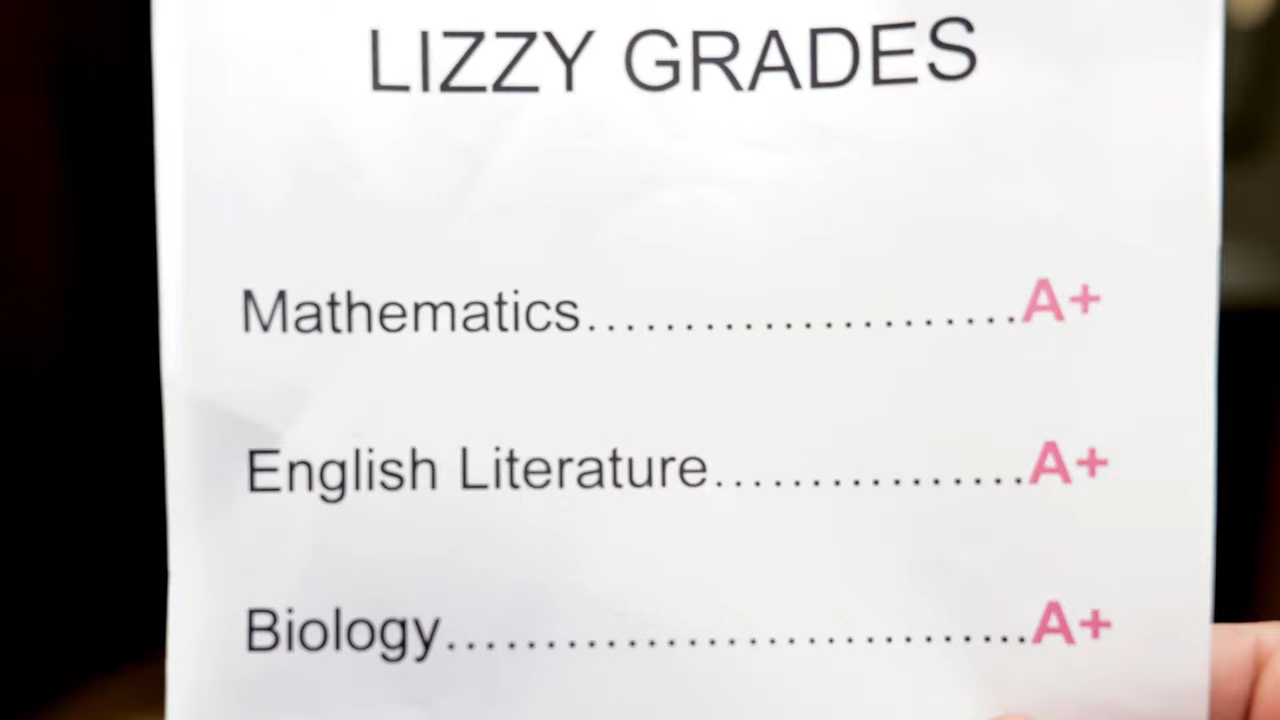 LIZZY GRADES
Mathematics......................A+
English Literature................A+
Biology..............................A+